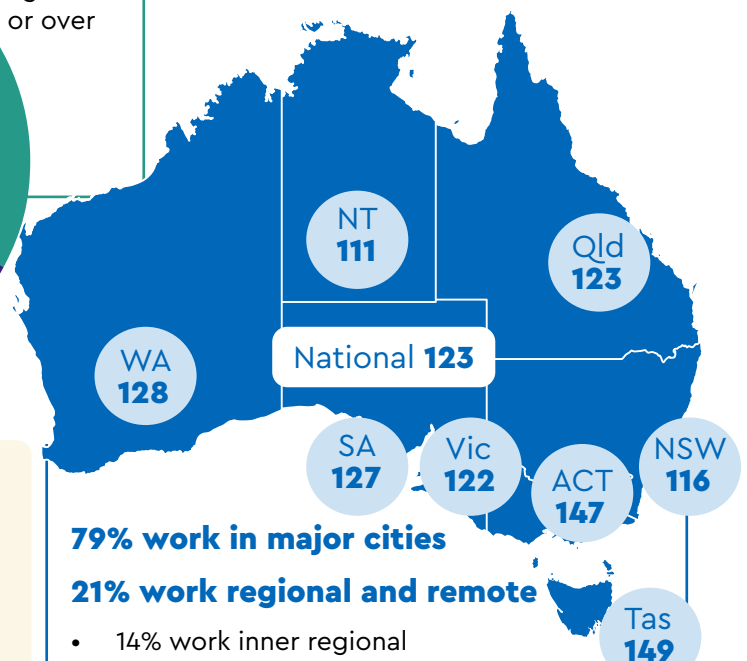 or over
NT
111
Qld
123
National 123
WA
128
SA
127
Vic
122
ACT
147
NSW
116
79% work in major cities
21% work regional and remote
• 14% work inner regional
Tas
149